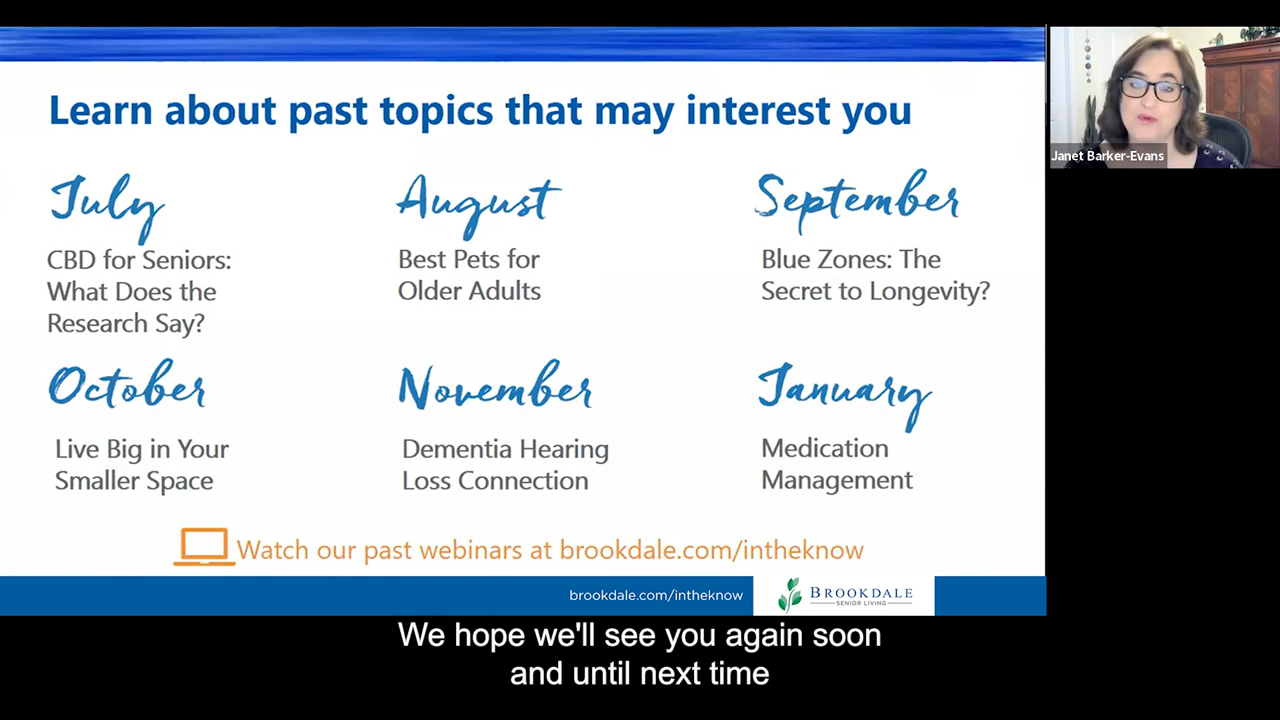 Learn about past topics that may interest you
Janet Barker-Evans
July
CBD for Seniors:
What Does the
Research Say?
August
Best Pets for
Older Adults
September
Blue Zones: The
Secret to Longevity?
October
Live Big in Your
Smaller Space
November
Dementia Hearing
Loss Connection
January
Medication
Management
Watch our past webinars at brookdale.com/intheknow
brookdale.com/intheknow
BROOKDALE
SENIOR LIVING
We hope we'll see you again soon
and until next time